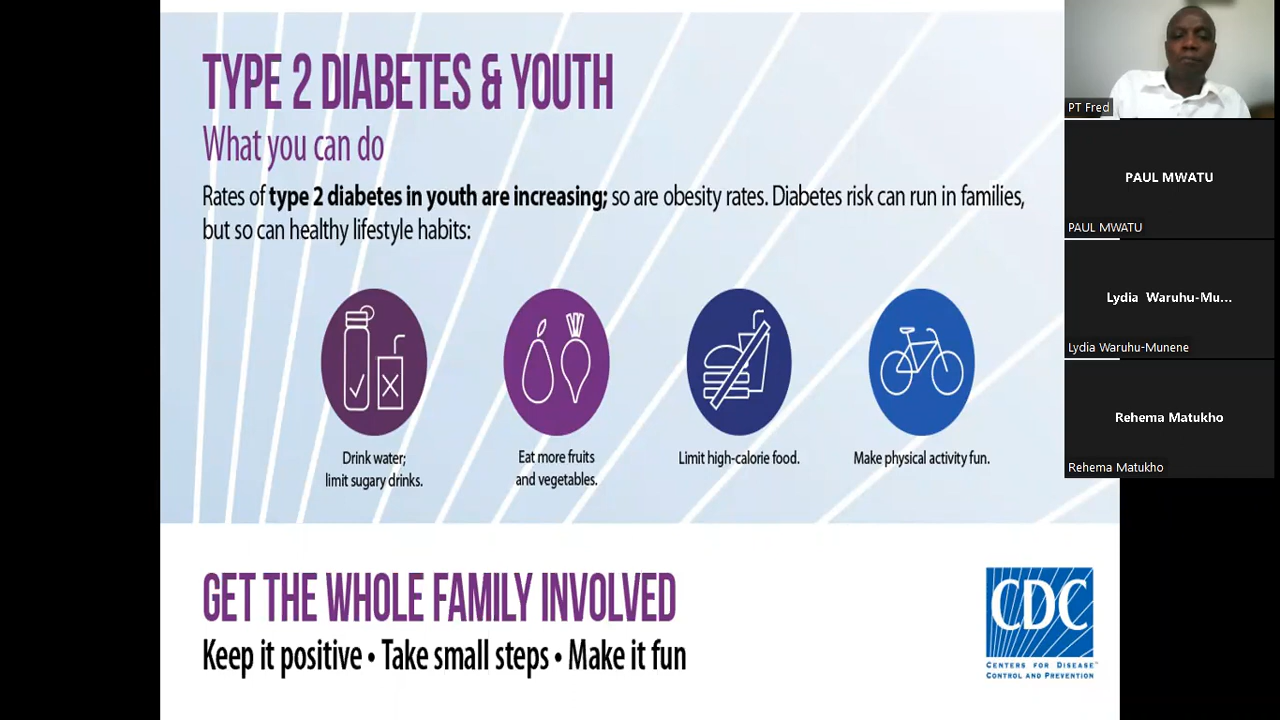 TYPE 2 DIABETES & YOUTH
What you can do
Rates of type 2 diabetes in youth are increasing; so are obesity rates. Diabetes risk can run in families,
but so can healthy lifestyle habits:
Drink water;
limit sugary drinks.
Eat more fruits
and vegetables.
Limit high-calorie food.
Make physical activity fun.
GET THE WHOLE FAMILY INVOLVED
Keep it positive • Take small steps • Make it fun
CDC
CENTERS FOR DISEASE™
CONTROL AND PREVENTION
PT Fred
PAUL MWATU
PAUL MWATU
Lydia Waruhu-Mu...
Lydia Waruhu-Munene
Rehema Matukho
Rehema Matukho